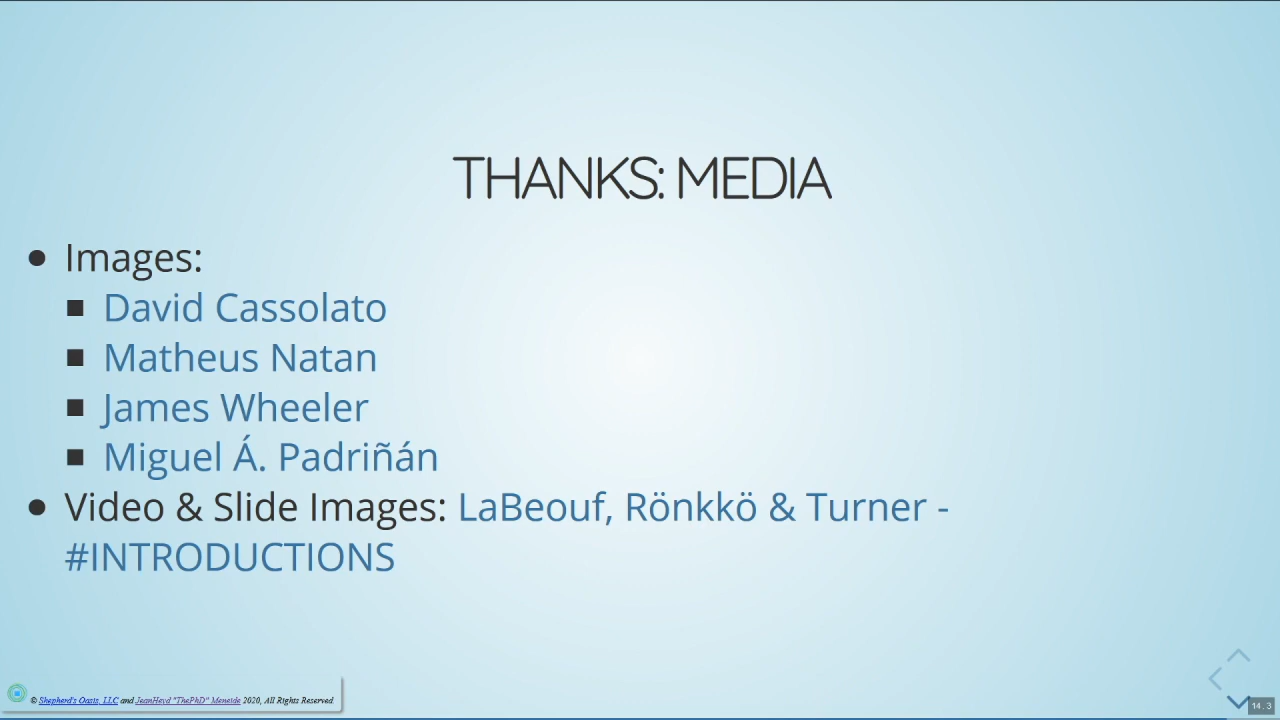 THANKS: MEDIA
Images:
David Cassolato
Matheus Natan
James Wheeler
Miguel Á. Padriñán
Video & Slide Images: LaBeouf, Rönkkö & Turner -
#INTRODUCTIONS
© Shepherd's Oasis, LLC and JeanHeyd "ThePhD" Meneide 2020, All Rights Reserved
14.3